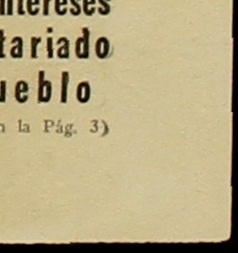 ntereses
tariado
ueblo
n la Pág. 3)